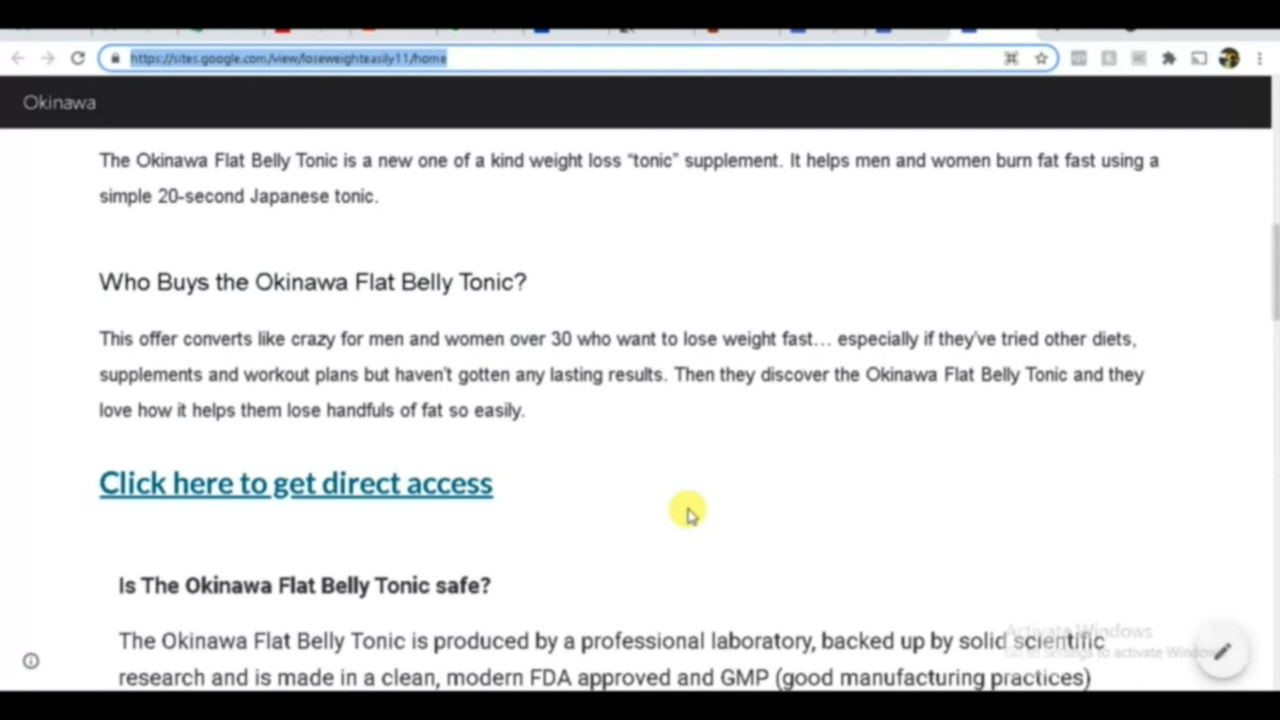 https://sites.google.com/view/loseweighteasily11/home
Okinawa
The Okinawa Flat Belly Tonic is a new one of a kind weight loss “tonic” supplement. It helps men and women burn fat fast using a
simple 20-second Japanese tonic.
Who Buys the Okinawa Flat Belly Tonic?
This offer converts like crazy for men and women over 30 who want to lose weight fast… especially if they've tried other diets,
supplements and workout plans but haven't gotten any lasting results. Then they discover the Okinawa Flat Belly Tonic and they
love how it helps them lose handfuls of fat so easily.
Click here to get direct access
Is The Okinawa Flat Belly Tonic safe?
The Okinawa Flat Belly Tonic is produced by a professional laboratory, backed up by solid scientific
Activate Windows
Go to Settings to activate Windows
research and is made in a clean, modern FDA approved and GMP (good manufacturing practices)